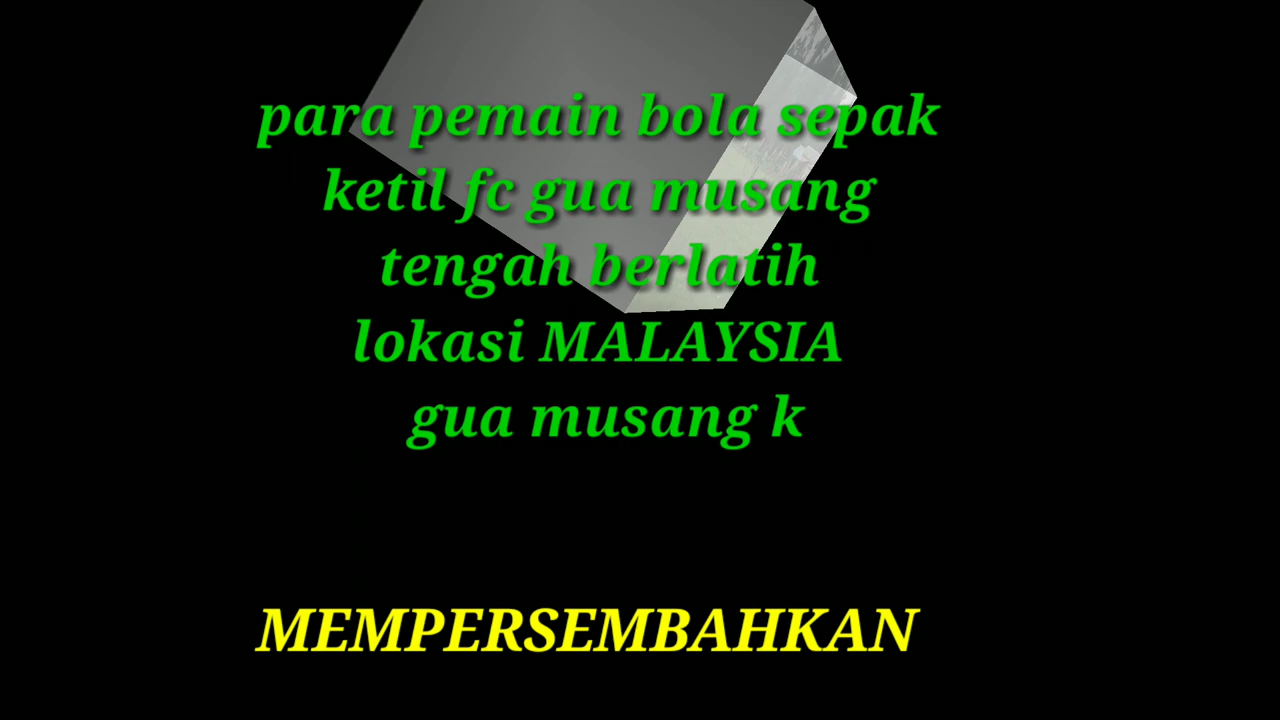 para pemain bola sepak
ketil fc gua musang
tengah berlatih
lokasi MALAYSIA
gua musang k
MEMPERSEMBAHKAN